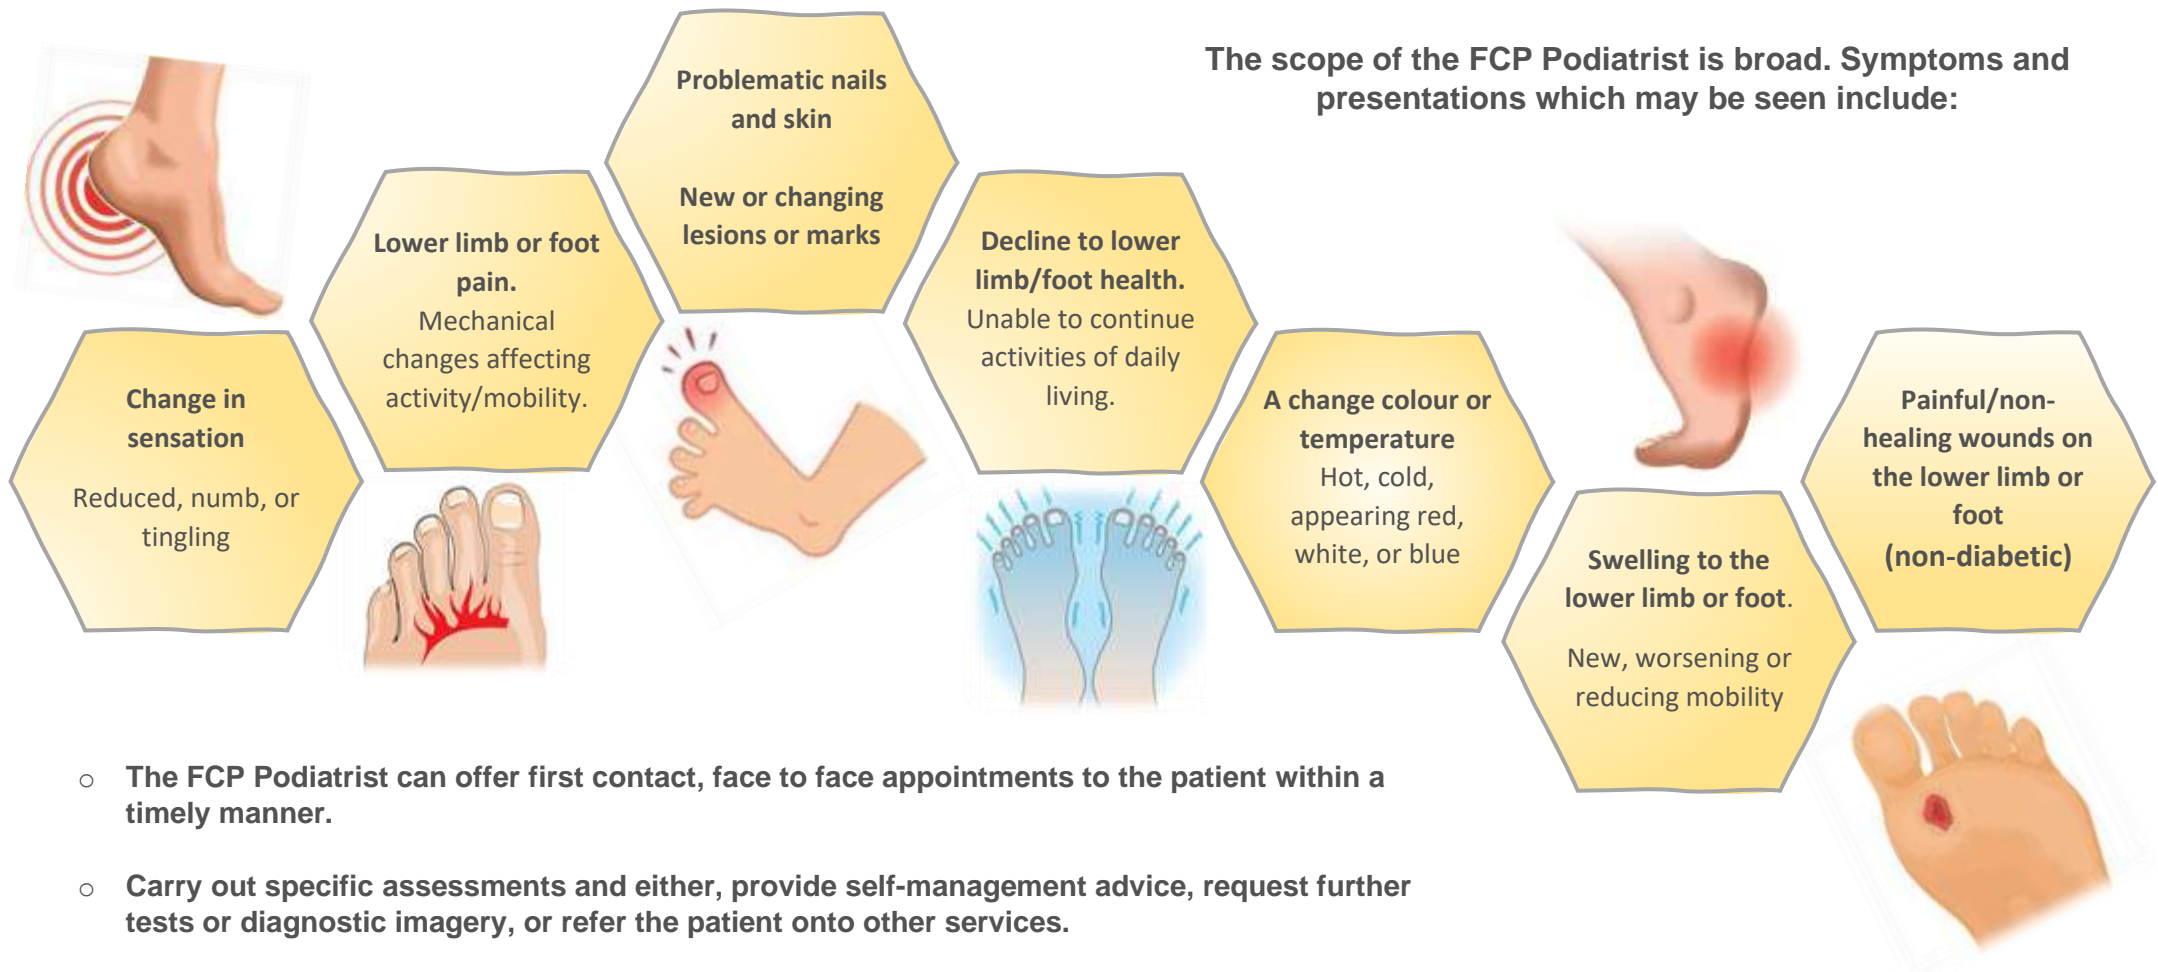 The scope of the FCP Podiatrist is broad. Symptoms and
presentations which may be seen include:
Change in
sensation
Reduced, numb, or
tingling
Lower limb or foot
pain.
Mechanical
changes affecting
activity/mobility.
Problematic nails
and skin
New or changing
lesions or marks
Decline to lower
limb/foot health.
Unable to continue
activities of daily
living.
A change colour or
temperature
Hot, cold,
appearing red,
white, or blue
Swelling to the
lower limb or foot.
New, worsening or
reducing mobility
Painful/non-
healing wounds on
the lower limb or
foot
(non-diabetic)
○ The FCP Podiatrist can offer first contact, face to face appointments to the patient within a
timely manner.
○ Carry out specific assessments and either, provide self-management advice, request further
tests or diagnostic imagery, or refer the patient onto other services.